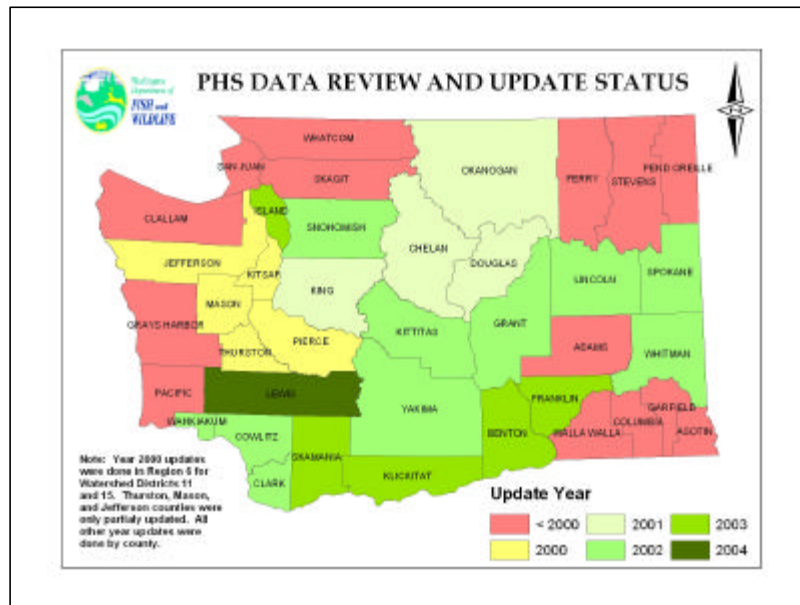 PHS DATA REVIEW AND UPDATE STATUS
Washington
Department of
FISH and
WILDLIFE
WHATCOM
SAN JUAN
SKAGIT
OKANOGAN
FERRY
STEVENS
PEND OREILLE
CLALLAM
ISLAND
SNOHOMISH
CHELAN
DOUGLAS
JEFFERSON
KITSAP
KING
LINCOLN
SPOKANE
MASON
GRAYS HARBOR
KITTITAS
GRANT
PIERCE
THURSTON
ADAMS
WHITMAN
PACIFIC
LEWIS
YAKIMA
FRANKLIN
GARFIELD
COLUMBIA
WAHKIAKUM
COWLITZ
BENTON
WALLA WALLA
ASOTIN
SKAMANIA
KLICIUTAT
CLARK
Note: Year 2000 updates
were done in Region 6 for
Watershed Districts 11
and 15. Thurston, Mason,
and Jefferson counties were
only partialy updated. All
other year updates were
done by county.
Update Year
< 2000
2001
2003
2000
2002
2004